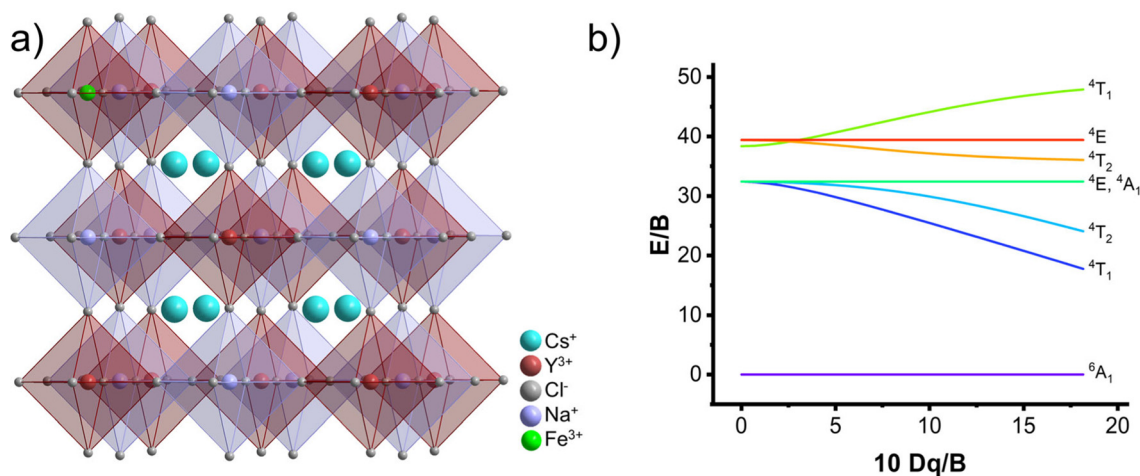 a)
Cs⁺
Y³⁺
Cl⁻
Na⁺
Fe³⁺
b)
E/B
50
40
30
20
10
0
0
5
10
15
20
10 Dq/B
⁴T₁
⁴E
⁴T₂
⁴E, ⁴A₁
⁴T₂
⁴T₁
⁶A₁